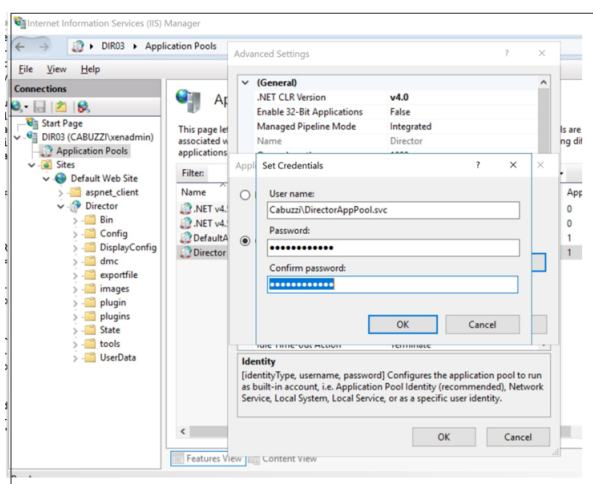 Internet Information Services (IIS) Manager
DIR03 Application Pools
File View Help
Connections
Start Page
DIR03 (CABUZZI\xenadmin)
Application Pools
Sites
Default Web Site
aspnet_client
Director
Bin
Config
DisplayConfig
dmc
exportfile
images
plugin
plugins
State
tools
UserData
This page
associated
applications
Filter:
Name
.NET v4.
.NET v4.
DefaultA
Director
Features View Content View
Advanced Settings ? ×
(General)
.NET CLR Version v4.0
Enable 32-Bit Applications False
Managed Pipeline Mode Integrated
Name Director
Set Credentials ? ×
User name:
Cabuzzi\DirectorAppPool.svc
Password:
●●●●●●●●●●●●
Confirm password:
●●●●●●●●●●●●
OK Cancel
Idle Time-out Action Terminate
Identity
[identityType, username, password] Configures the application pool to run
as built-in account, i.e. Application Pool Identity (recommended), Network
Service, Local System, Local Service, or as a specific user identity.
OK Cancel
ls are
ng dif
App
0
0
1
1